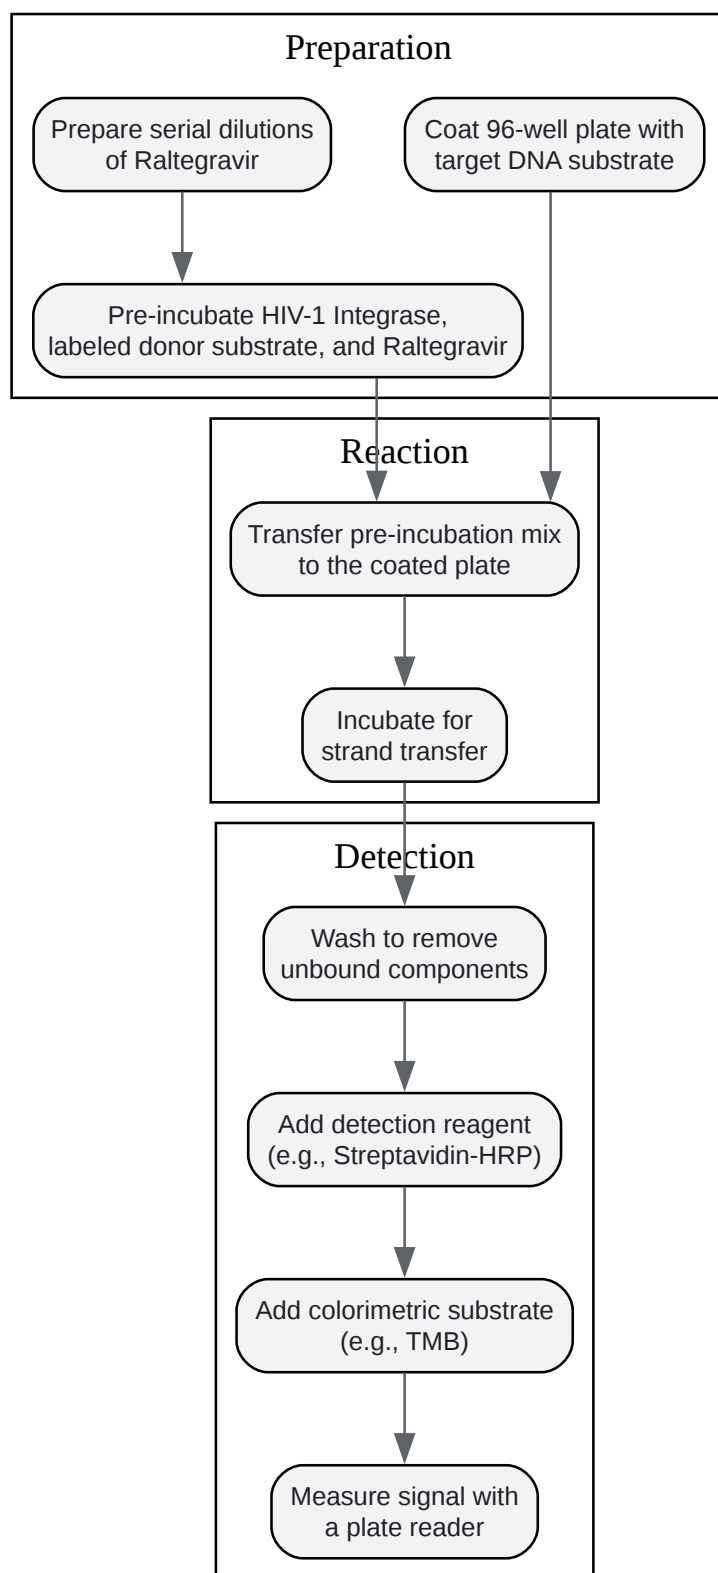 Preparation
Prepare serial dilutions
of Raltegravir
Coat 96-well plate with
target DNA substrate
Pre-incubate HIV-1 Integrase,
labeled donor substrate, and Raltegravir
Reaction
Transfer pre-incubation mix
to the coated plate
Incubate for
strand transfer
Detection
Wash to remove
unbound components
Add detection reagent
(e.g., Streptavidin-HRP)
Add colorimetric substrate
(e.g., TMB)
Measure signal with
a plate reader